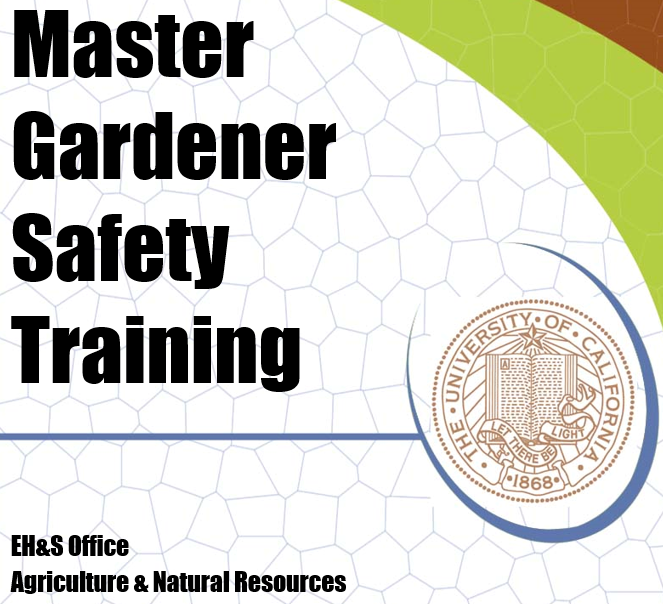 Master
Gardener
Safety
Training
THE · UNIVERSITY · OF · CALIFORNIA ·
A
LET THERE BE
LIGHT
·1868·
EH&S Office
Agriculture & Natural Resources